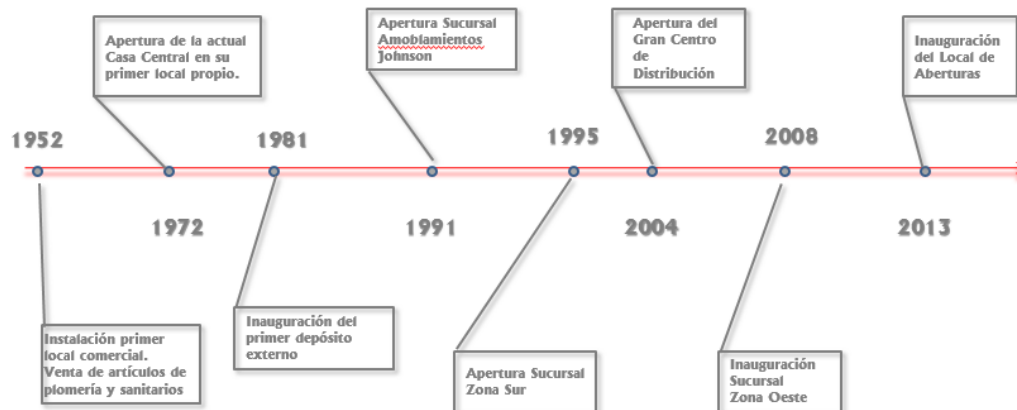 Apertura de la actual
Casa Central en su
primer local propio.
Apertura Sucursal
Amoblamientos
Johnson
Apertura del
Gran Centro
de
Distribución
Inauguración
del Local de
Aberturas
1952
1981
1995
2008
1972
1991
2004
2013
Instalación primer
local comercial.
Venta de artículos de
plomería y sanitarios
Inauguración del
primer depósito
externo
Apertura Sucursal
Zona Sur
Inauguración
Sucursal
Zona Oeste